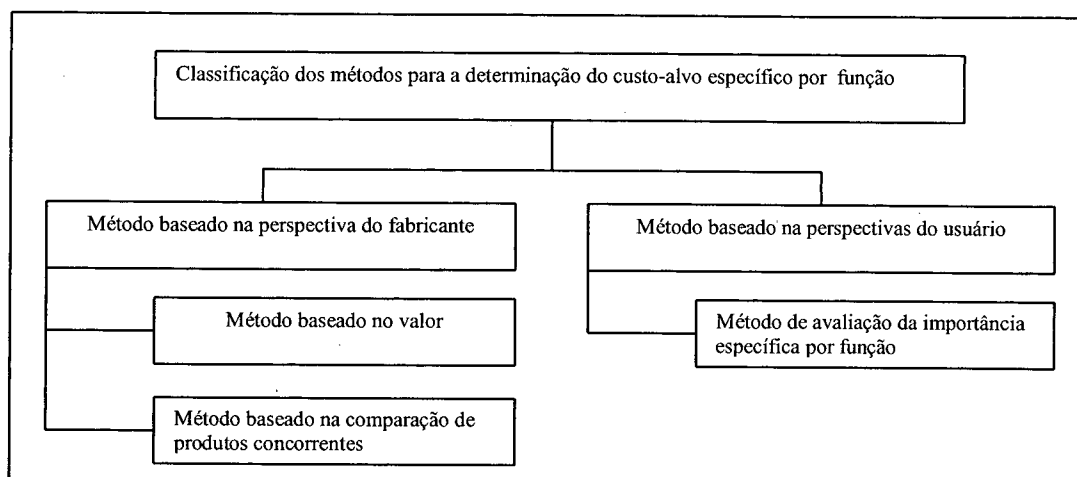 Classificação dos métodos para a determinação do custo-alvo específico por função
Método baseado na perspectiva do fabricante
Método baseado na perspectivas do usuário
Método baseado no valor
Método de avaliação da importância
específica por função
Método baseado na comparação de
produtos concorrentes